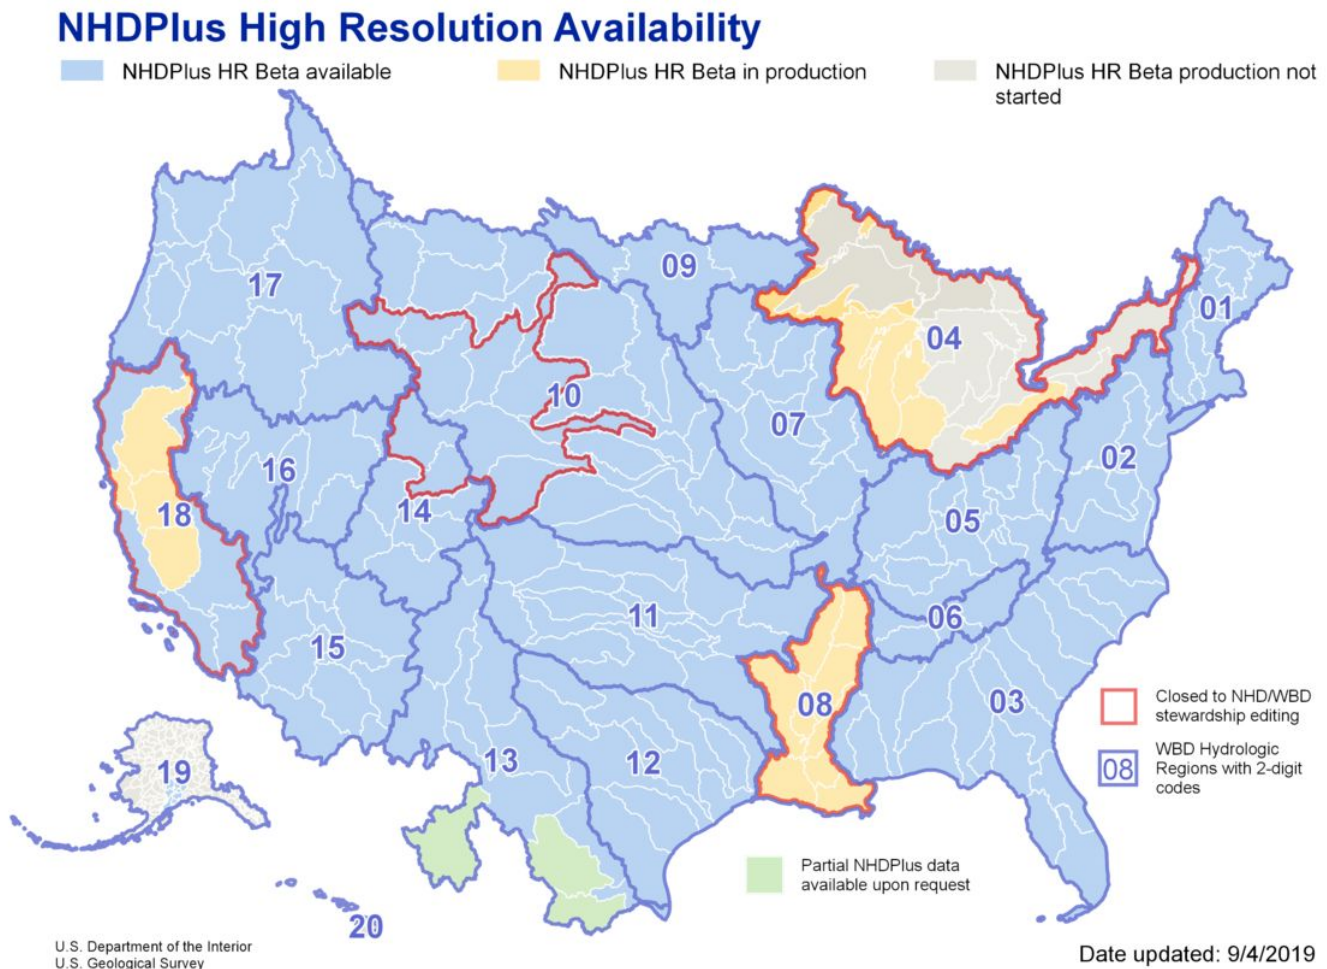 NHDPlus High Resolution Availability
NHDPlus HR Beta available
NHDPlus HR Beta in production
NHDPlus HR Beta production not
started
09
01
17
04
10
07
02
16
18
14
05
11
06
15
08
03
Closed to NHD/WBD
stewardship editing
13
12
19
08
WBD Hydrologic
Regions with 2-digit
codes
Partial NHDPlus data
available upon request
20
U.S. Department of the Interior
U.S. Geological Survey
Date updated: 9/4/2019